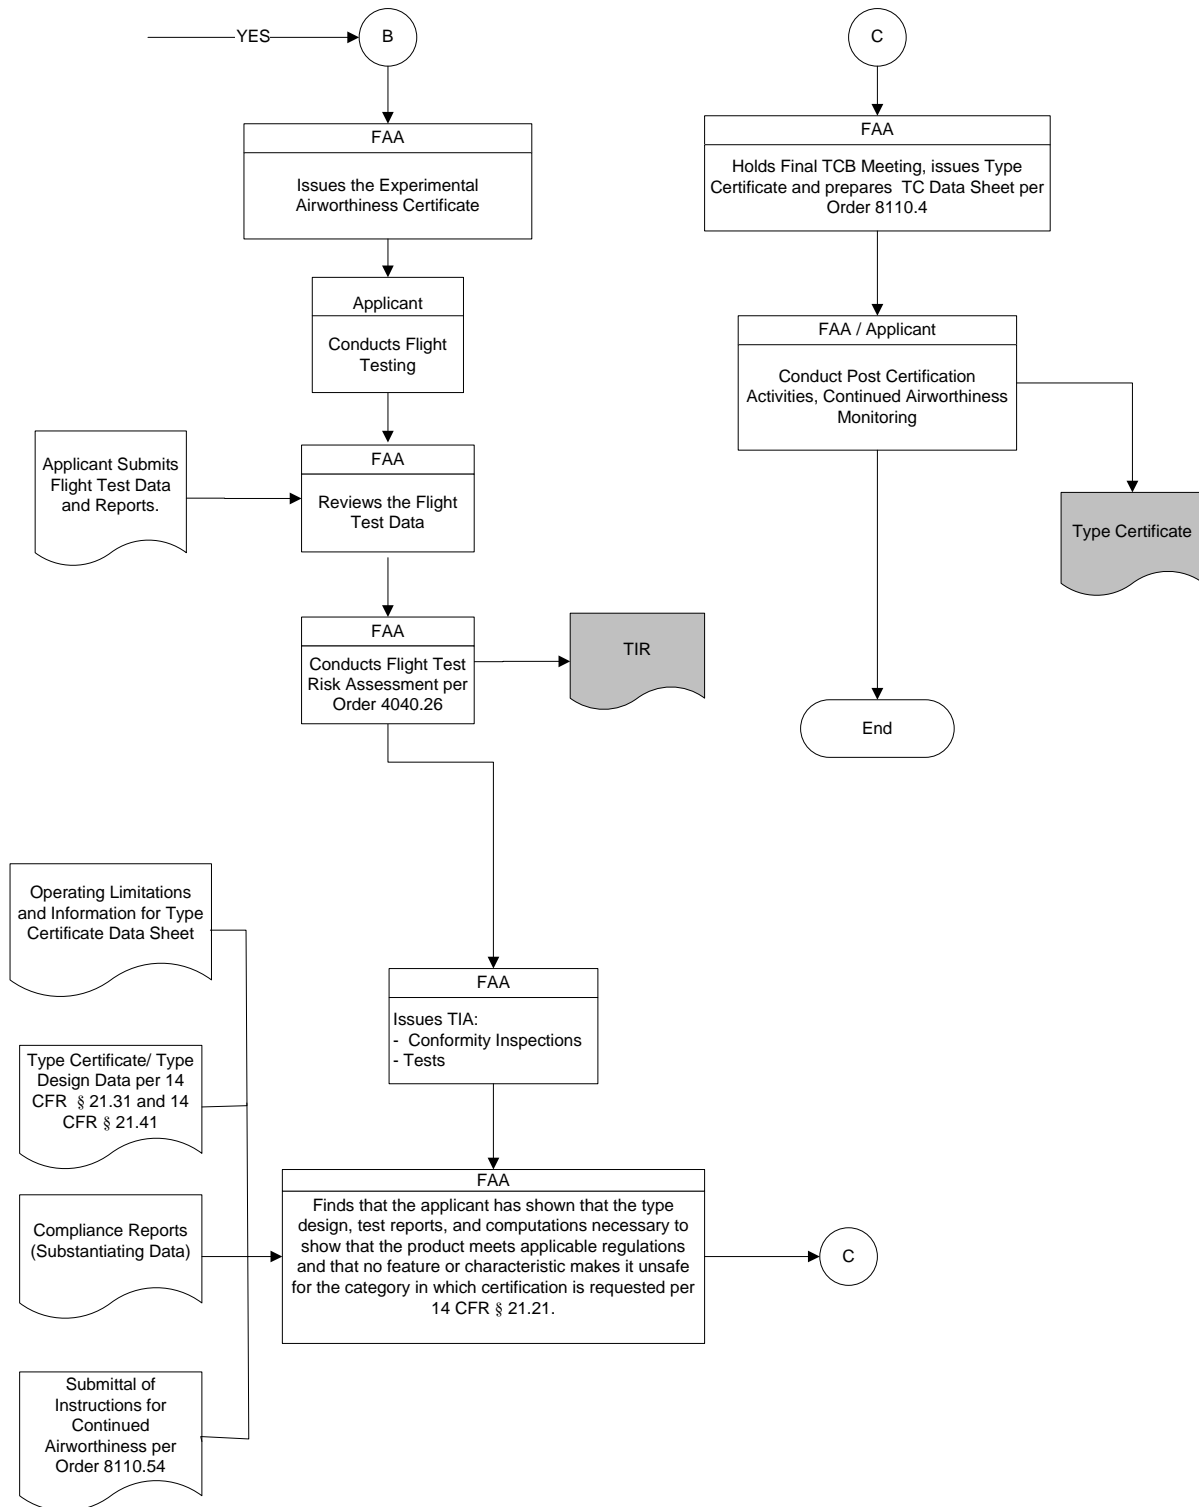 YES
B
FAA
Issues the Experimental
Airworthiness Certificate
Applicant
Conducts Flight
Testing
Applicant Submits
Flight Test Data
and Reports.
FAA
Reviews the Flight
Test Data
FAA
Conducts Flight Test
Risk Assessment per
Order 4040.26
TIR
Operating Limitations
and Information for Type
Certificate Data Sheet
FAA
Issues TIA:
- Conformity Inspections
- Tests
Type Certificate/ Type
Design Data per 14
CFR § 21.31 and 14
CFR § 21.41
Compliance Reports
(Substantiating Data)
Submittal of
Instructions for
Continued
Airworthiness per
Order 8110.54
FAA
Finds that the applicant has shown that the type
design, test reports, and computations necessary to
show that the product meets applicable regulations
and that no feature or characteristic makes it unsafe
for the category in which certification is requested per
14 CFR § 21.21.
C
C
FAA
Holds Final TCB Meeting, issues Type
Certificate and prepares TC Data Sheet per
Order 8110.4
FAA / Applicant
Conduct Post Certification
Activities, Continued Airworthiness
Monitoring
Type Certificate
End